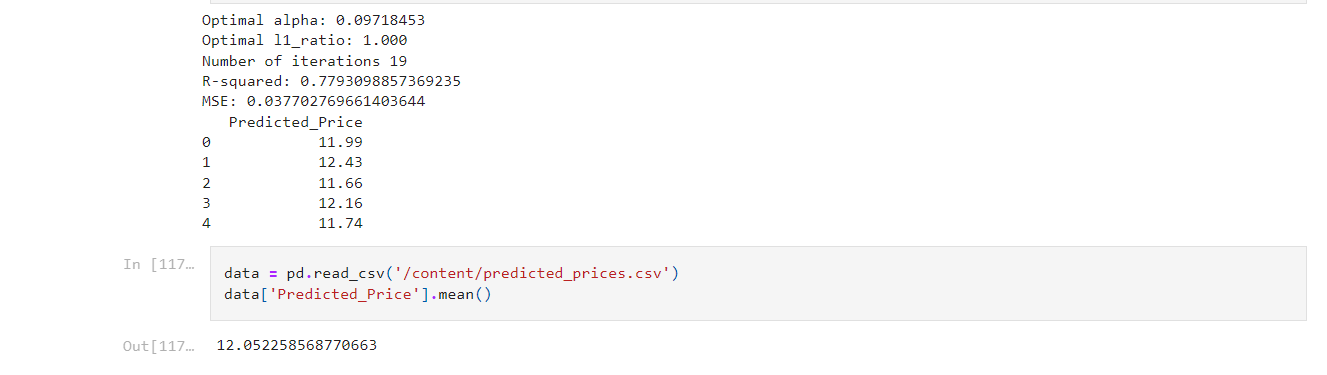 Optimal alpha: 0.09718453
Optimal l1_ratio: 1.000
Number of iterations 19
R-squared: 0.7793098857369235
MSE: 0.037702769661403644
Predicted_Price
0 11.99
1 12.43
2 11.66
3 12.16
4 11.74
In [117…
data = pd.read_csv('/content/predicted_prices.csv')
data['Predicted_Price'].mean()
Out[117… 12.052258568770663